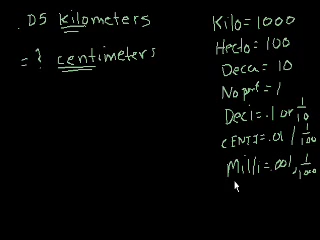 .05 kilometers
= ? centimeters
Kilo = 1000
Hecto = 100
Deca = 10
No pref = 1
Deci = .1 or 1/10
CENTI = .01 / 1/100
Milli = .001, 1/1000